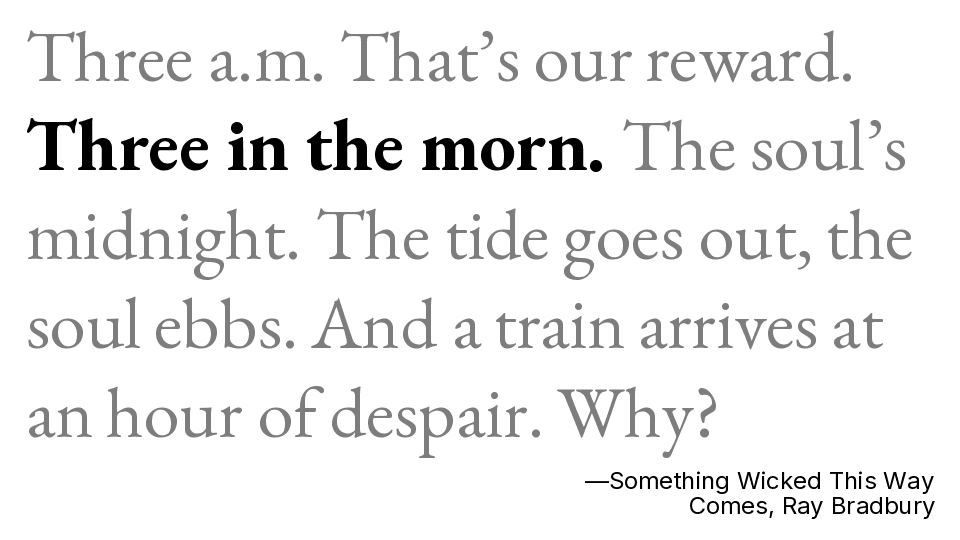 Three a.m. That’s our reward.
Three in the morn. The soul’s
midnight. The tide goes out, the
soul ebbs. And a train arrives at
an hour of despair. Why?
—Something Wicked This Way
Comes, Ray Bradbury